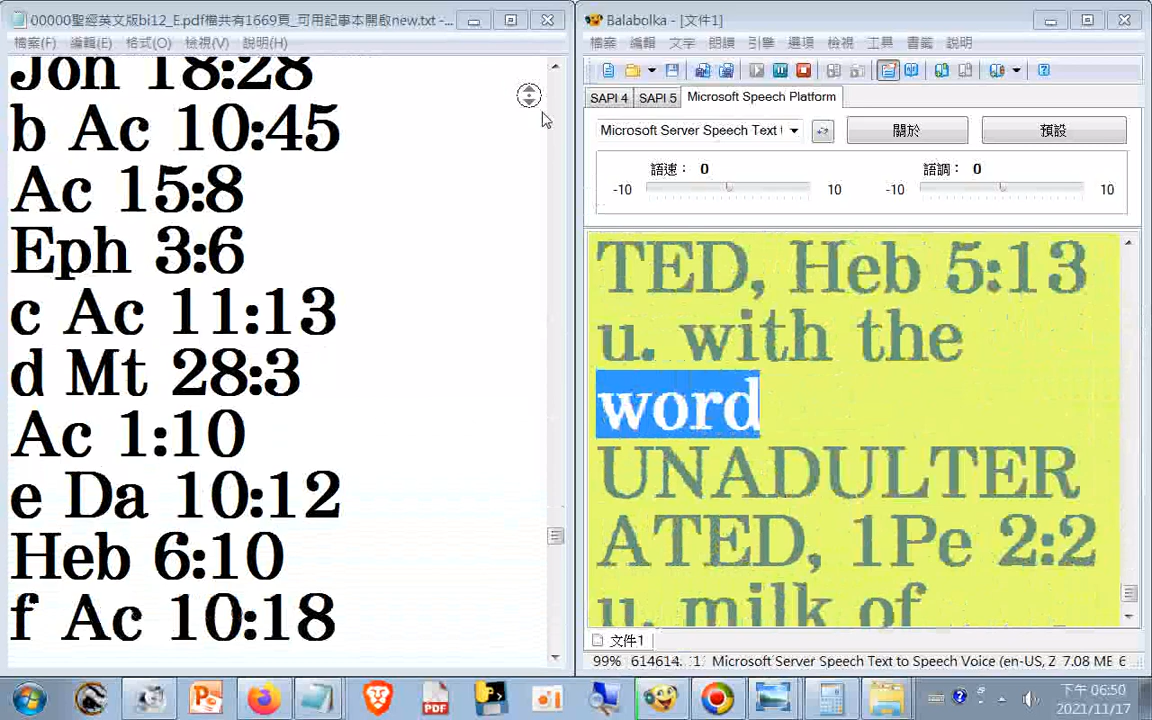 00000聖經英文版bi12_E.pdf檔共有1669頁_可用記事本開啟new.txt -...
檔案(F) 編輯(E) 格式(O) 檢視(V) 說明(H)
Jon 18:28
b Ac 10:45
Ac 15:8
Eph 3:6
c Ac 11:13
d Mt 28:3
Ac 1:10
e Da 10:12
Heb 6:10
f Ac 10:18
Balabolka - [文件1]
檔案 編輯 文字 朗讀 引擎 選項 檢視 工具 書籤 說明
SAPI 4 SAPI 5 Microsoft Speech Platform
Microsoft Server Speech Text 關於 預設
語速： 0 語調： 0
-10 10 -10 10
TED, Heb 5:13
u. with the
word
UNADULTER
ATED, 1Pe 2:2
u. milk of
文件1
99% 614614. Microsoft Server Speech Text to Speech Voice (en-US, Z 7.08 ME 6
PDF
下午 06:50
2021/11/17